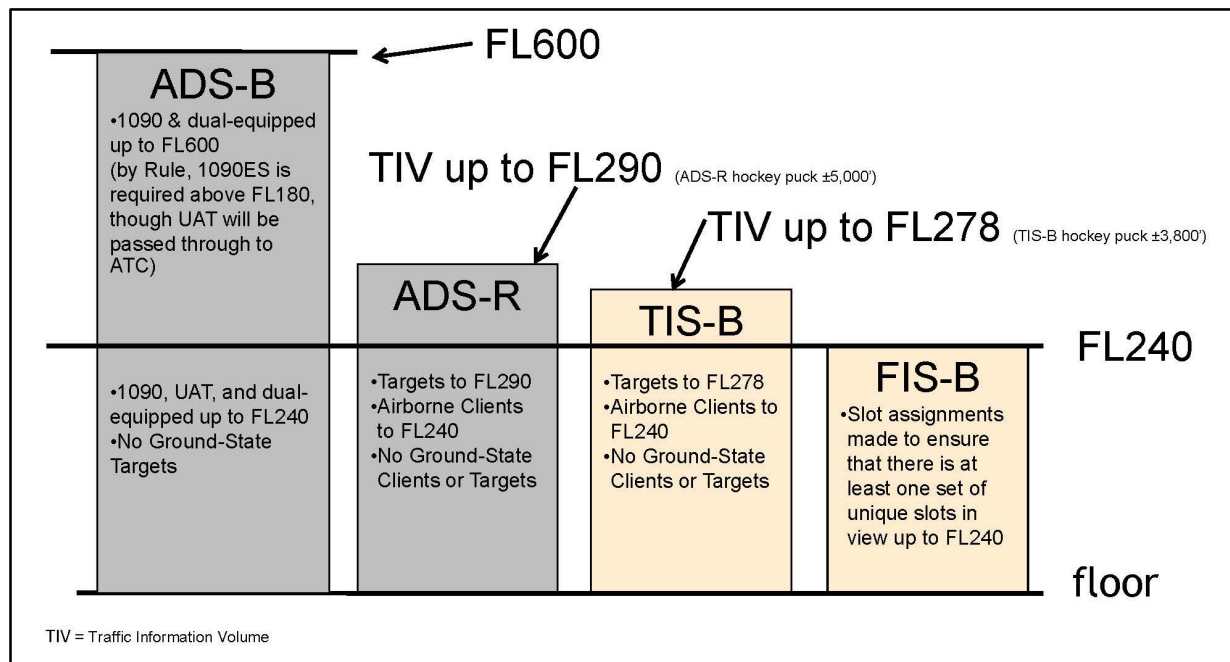 FL600
ADS-B
•1090 & dual-equipped
up to FL600
(by Rule, 1090ES is
required above FL180,
though UAT will be
passed through to
ATC)
TIV up to FL290 (ADS-R hockey puck ±5,000')
TIV up to FL278 (TIS-B hockey puck ±3,800')
ADS-R
TIS-B
FL240
•1090, UAT, and dual-
equipped up to FL240
•No Ground-State
Targets
•Targets to FL290
•Airborne Clients
to FL240
•No Ground-State
Clients or Targets
•Targets to FL278
•Airborne Clients to
FL240
•No Ground-State
Clients or Targets
FIS-B
•Slot assignments
made to ensure
that there is at
least one set of
unique slots in
view up to FL240
floor
TIV = Traffic Information Volume